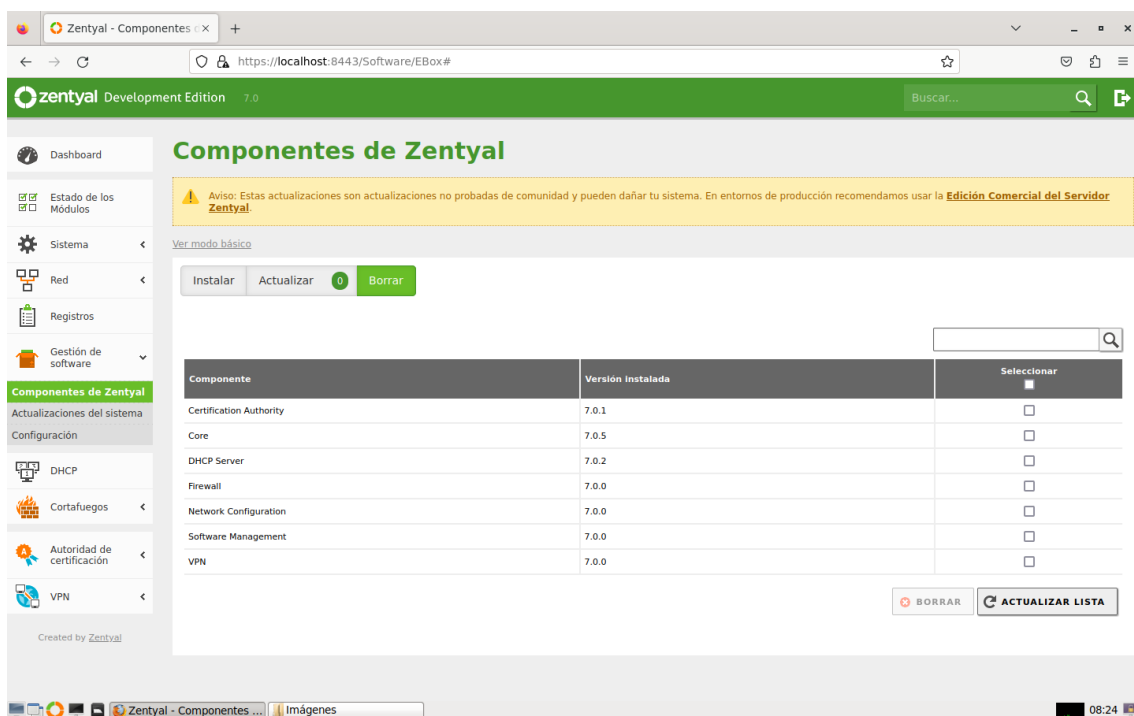 Zentyal - Componentes d
https://localhost:8443/Software/EBox#
zentyal Development Edition 7.0
Buscar...
Dashboard
Estado de los
Módulos
Sistema
Red
Registros
Gestión de
software
Componentes de Zentyal
Actualizaciones del sistema
Configuración
DHCP
Cortafuegos
Autoridad de
certificación
VPN
Created by Zentyal
Componentes de Zentyal
Aviso: Estas actualizaciones son actualizaciones no probadas de comunidad y pueden dañar tu sistema. En entornos de producción recomendamos usar la Edición Comercial del Servidor
Zentyal.
Ver modo básico
Instalar Actualizar 0 Borrar
Componente Versión instalada Seleccionar
Certification Authority 7.0.1
Core 7.0.5
DHCP Server 7.0.2
Firewall 7.0.0
Network Configuration 7.0.0
Software Management 7.0.0
VPN 7.0.0
BORRAR ACTUALIZAR LISTA
Zentyal - Componentes ... Imágenes 08:24